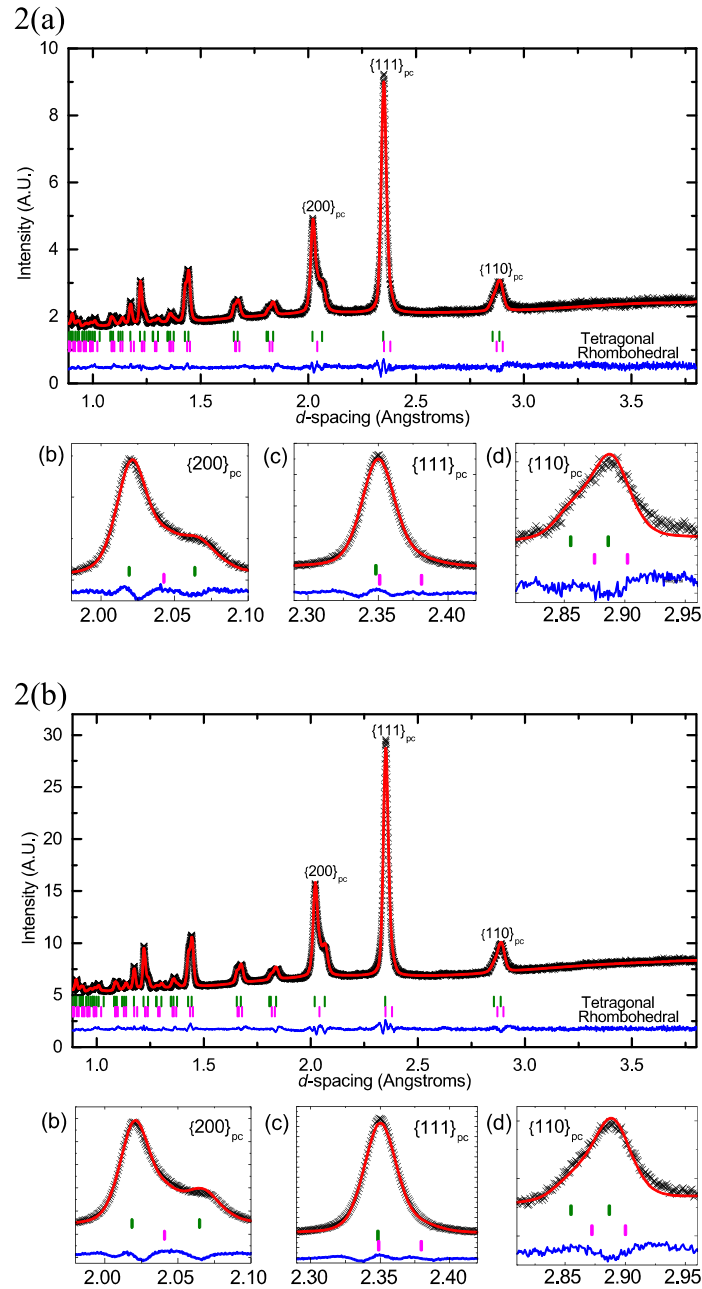 2(a)
10
8
6
4
2
0
Intensity (A.U.)
{111}pc
{200}pc
{110}pc
Tetragonal
Rhombohedral
1.0 1.5 2.0 2.5 3.0 3.5
d-spacing (Angstroms)
(b) {200}pc
2.00 2.05 2.10
(c) {111}pc
2.30 2.35 2.40
(d) {110}pc
2.85 2.90 2.95
2(b)
30
25
20
15
10
5
0
Intensity (A.U.)
{111}pc
{200}pc
{110}pc
Tetragonal
Rhombohedral
1.0 1.5 2.0 2.5 3.0 3.5
d-spacing (Angstroms)
(b) {200}pc
2.00 2.05 2.10
(c) {111}pc
2.30 2.35 2.40
(d) {110}pc
2.85 2.90 2.95